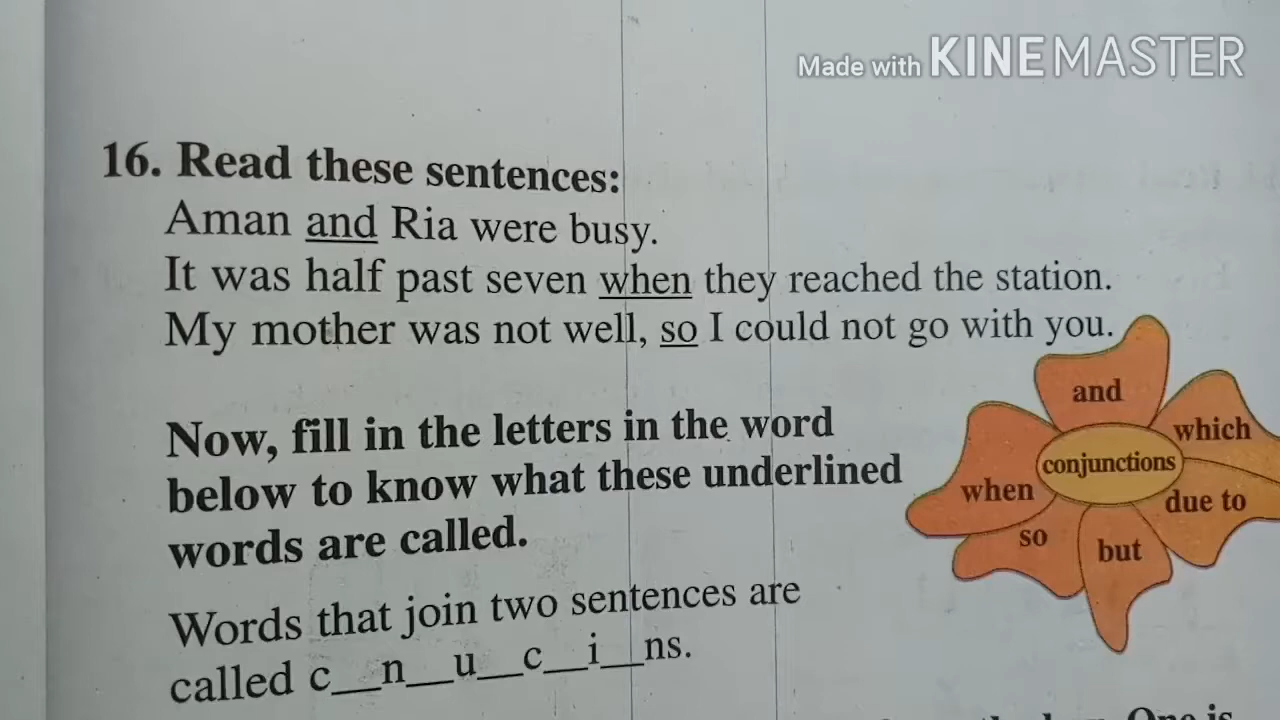 Made with KINEMASTER
16. Read these sentences:
Aman and Ria were busy.
It was half past seven when they reached the station.
My mother was not well, so I could not go with you.
Now, fill in the letters in the word
below to know what these underlined
words are called.
Words that join two sentences are
called c__n__u__c__i__ns.
and
which
conjunctions
when
due to
so
but
One is